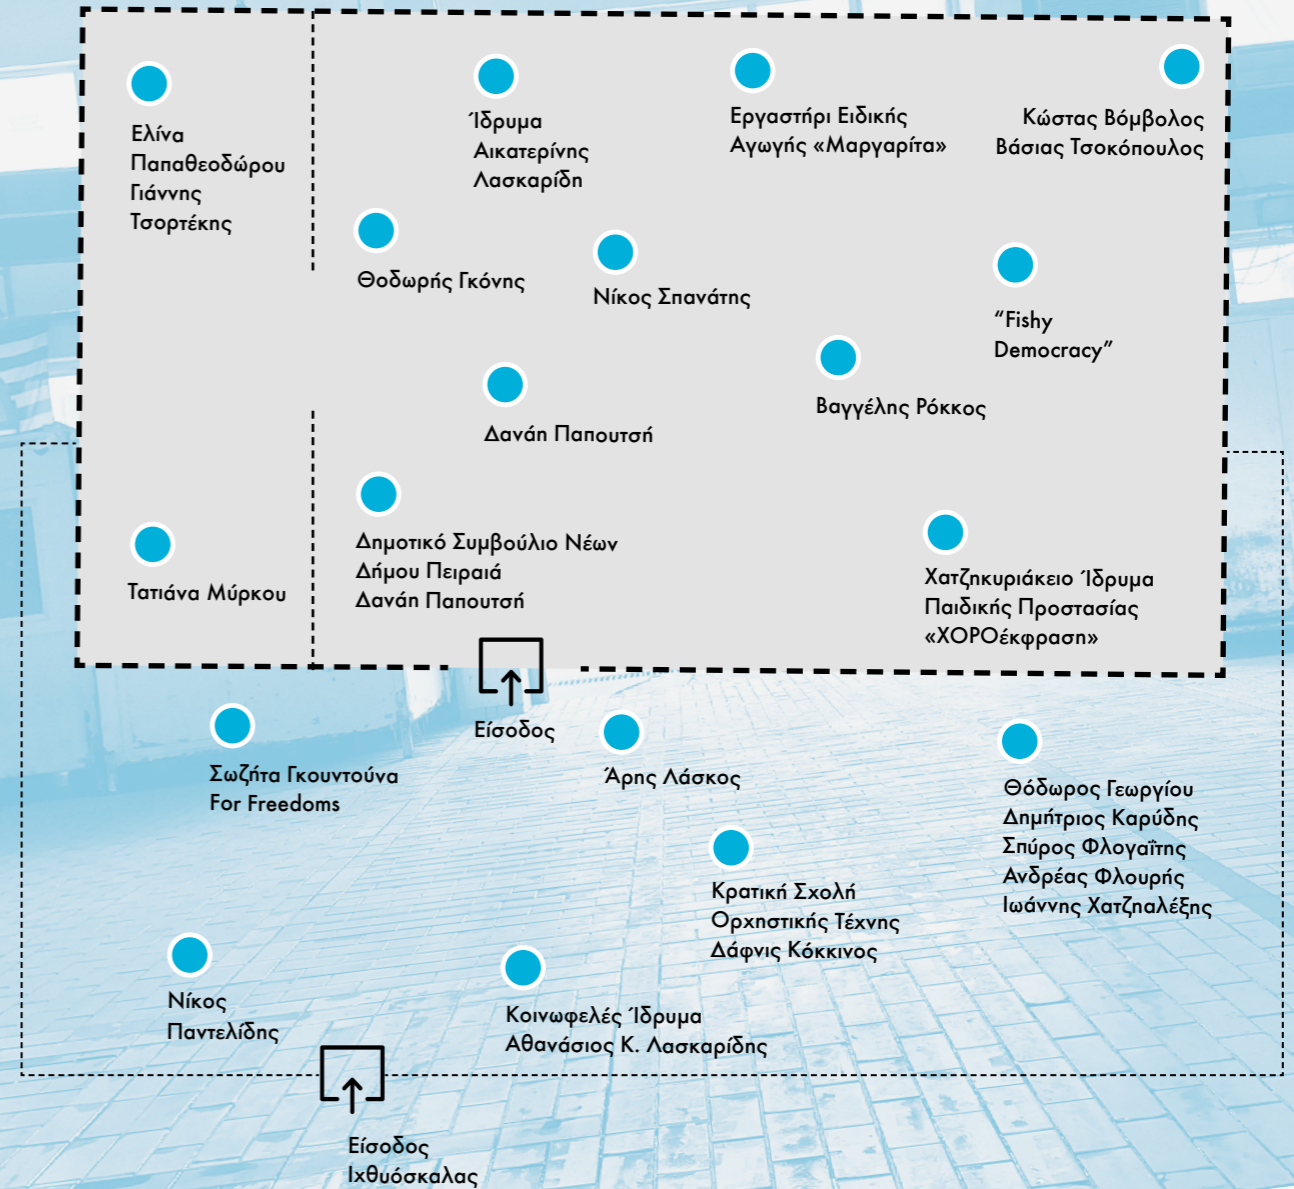 Ελίνα
Παπαθεοδώρου
Γιάννης
Τσορτέκης
Ίδρυμα
Αικατερίνης
Λασκαρίδη
Εργαστήρι Ειδικής
Αγωγής «Μαργαρίτα»
Κώστας Βόμβολος
Βάσιας Τσοκόπουλος
Θοδωρής Γκόνης
Νίκος Σπανάτης
“Fishy
Democracy”
Βαγγέλης Ρόκκος
Δανάη Παπουτσή
Τατιάνα Μύρκου
Δημοτικό Συμβούλιο Νέων
Δήμου Πειραιά
Δανάη Παπουτσή
Χατζηκυριάκειο Ίδρυμα
Παιδικής Προστασίας
«ΧΟΡΟέκφραση»
Είσοδος
Σωζήτα Γκουντούνα
For Freedoms
Άρης Λάσκος
Θόδωρος Γεωργίου
Δημήτριος Καρύδης
Σπύρος Φλογαΐτης
Ανδρέας Φλουρής
Ιωάννης Χατζηαλέξης
Κρατική Σχολή
Ορχηστικής Τέχνης
Δάφνις Κόκκινος
Νίκος
Παντελίδης
Κοινωφελές Ίδρυμα
Αθανάσιος Κ. Λασκαρίδης
Είσοδος
Ιχθυόσκαλας